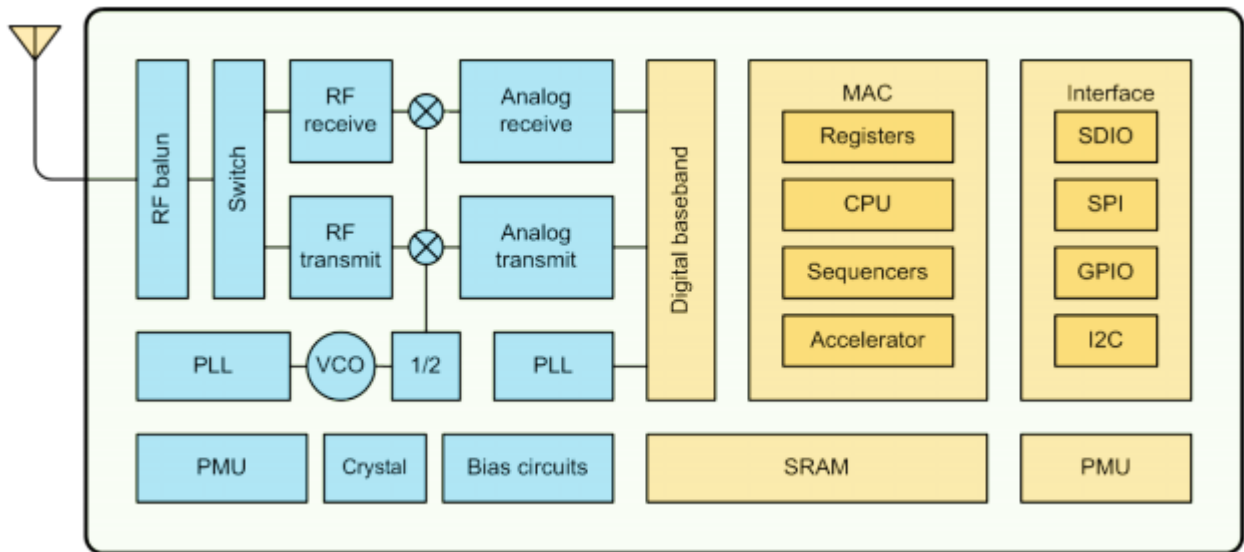 RF balun
Switch
RF
receive
Analog
receive
RF
transmit
Analog
transmit
PLL
VCO
1/2
PLL
Digital baseband
MAC
Registers
CPU
Sequencers
Accelerator
Interface
SDIO
SPI
GPIO
I2C
PMU
Crystal
Bias circuits
SRAM
PMU